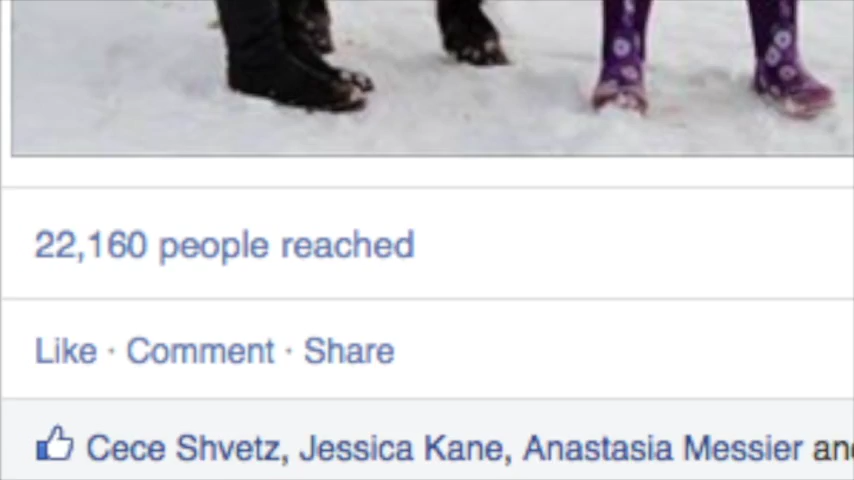 22,160 people reached
Like · Comment · Share
Cece Shvetz, Jessica Kane, Anastasia Messier